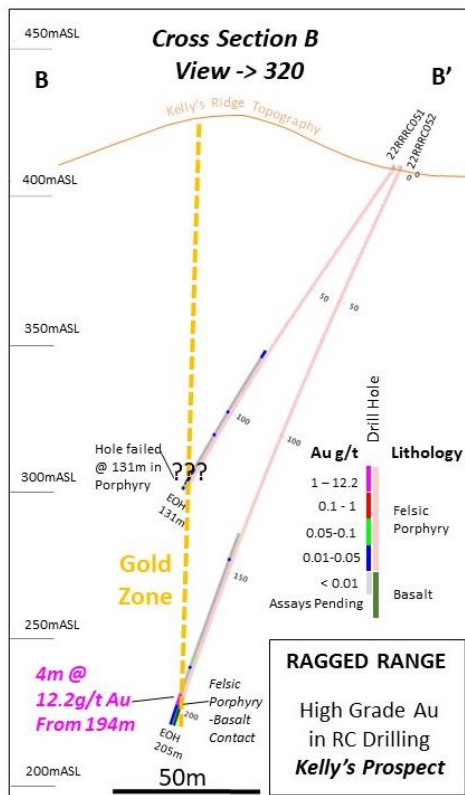 450mASL
Cross Section B
View -> 320
B
B'
Kelly's Ridge Topography
22RRRC051
22RRRC052
0
0
400mASL
50
50
350mASL
100
100
Hole failed
@ 131m in
Porphyry
???
300mASL
EOH
131m
Drill Hole
Au g/t
Lithology
1 – 12.2
0.1 - 1
0.05-0.1
0.01-0.05
< 0.01
Assays Pending
Felsic
Porphyry
Basalt
Gold
Zone
150
250mASL
4m @
12.2g/t Au
From 194m
Felsic
Porphyry
-Basalt
Contact
200
EOH
205m
200mASL
50m
RAGGED RANGE
High Grade Au
in RC Drilling
Kelly's Prospect